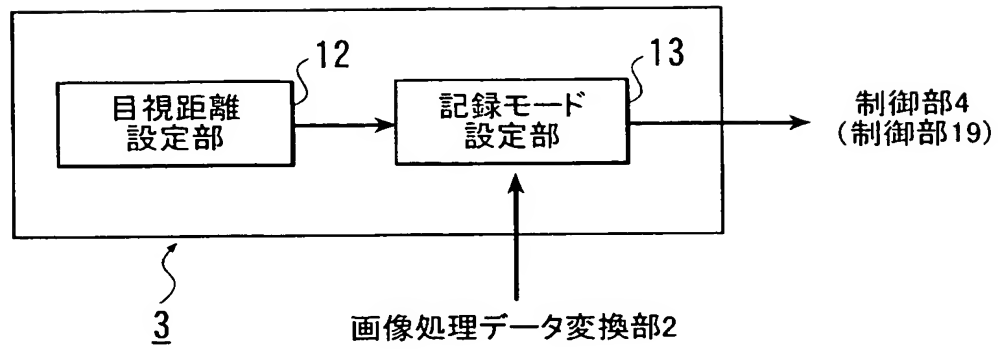 12
13
目視距離
設定部
記録モード
設定部
制御部4
(制御部19)
3
画像処理データ変換部2